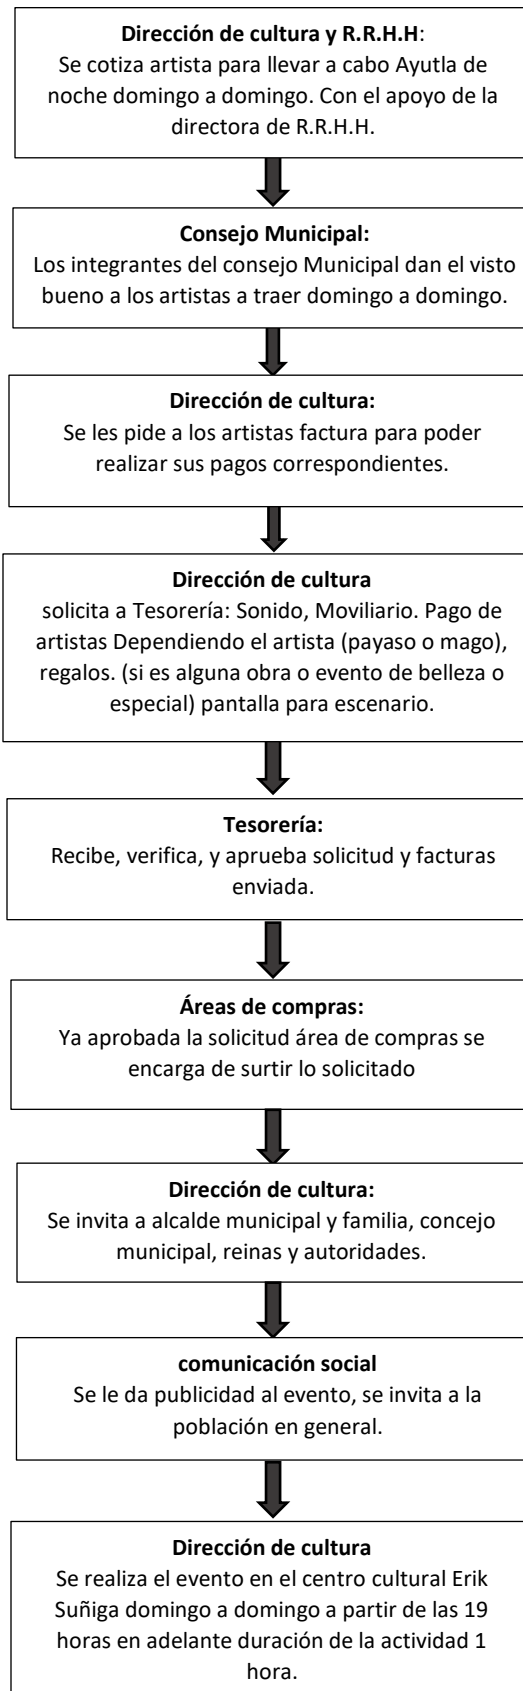 Dirección de cultura y R.R.H.H:
Se cotiza artista para llevar a cabo Ayutla de
noche domingo a domingo. Con el apoyo de la
directora de R.R.H.H.
Consejo Municipal:
Los integrantes del consejo Municipal dan el visto
bueno a los artistas a traer domingo a domingo.
Dirección de cultura:
Se les pide a los artistas factura para poder
realizar sus pagos correspondientes.
Dirección de cultura
solicita a Tesorería: Sonido, Moviliario. Pago de
artistas Dependiendo el artista (payaso o mago),
regalos. (si es alguna obra o evento de belleza o
especial) pantalla para escenario.
Tesorería:
Recibe, verifica, y aprueba solicitud y facturas
enviada.
Áreas de compras:
Ya aprobada la solicitud área de compras se
encarga de surtir lo solicitado
Dirección de cultura:
Se invita a alcalde municipal y familia, concejo
municipal, reinas y autoridades.
comunicación social
Se le da publicidad al evento, se invita a la
población en general.
Dirección de cultura
Se realiza el evento en el centro cultural Erik
Suñiga domingo a domingo a partir de las 19
horas en adelante duración de la actividad 1
hora.